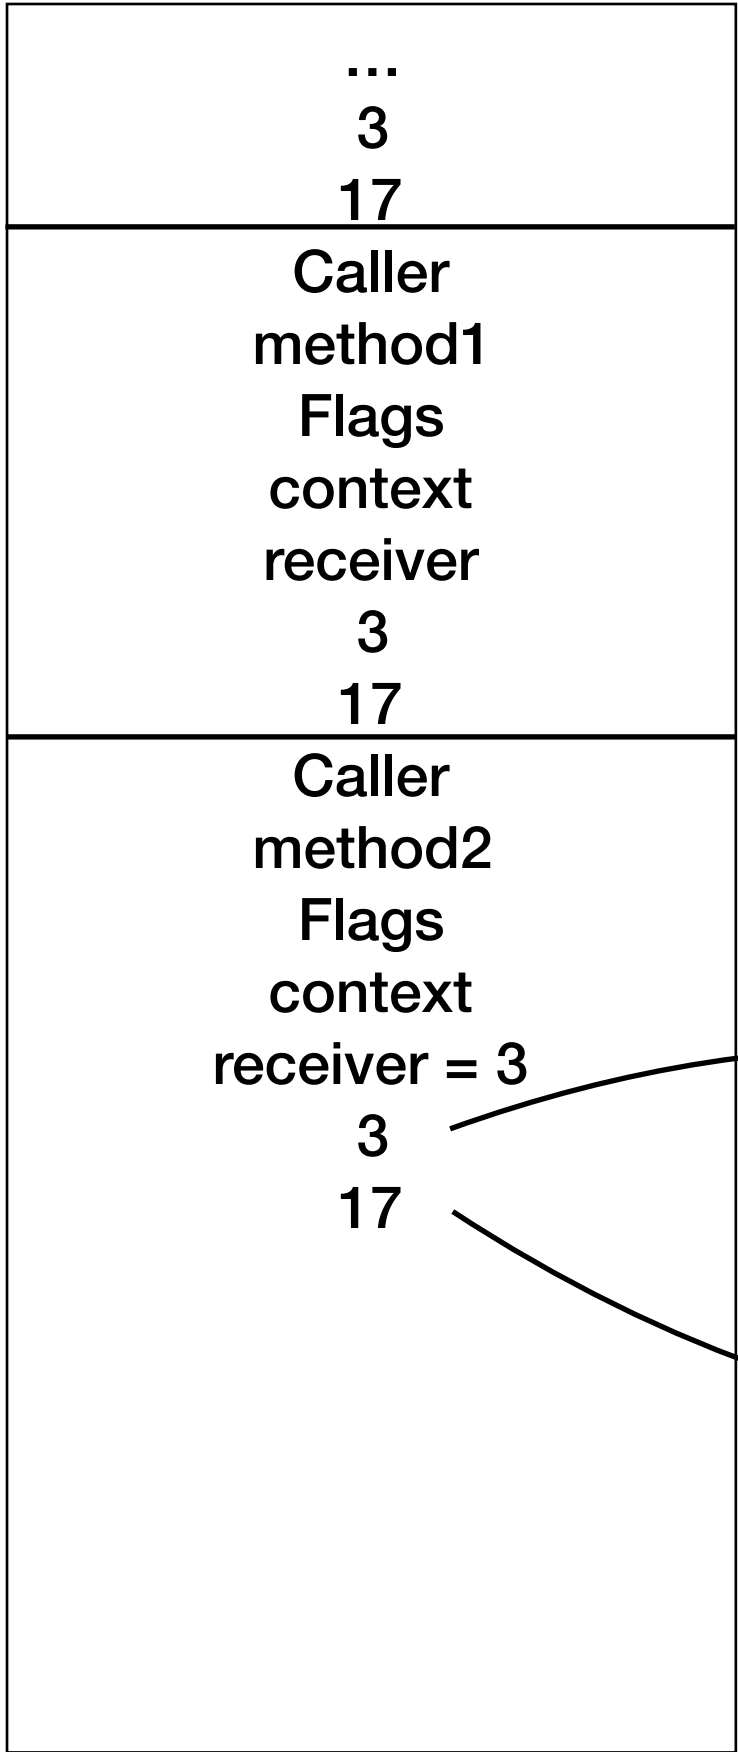 ...
3
17
Caller
method1
Flags
context
receiver
3
17
Caller
method2
Flags
context
receiver = 3
3
17